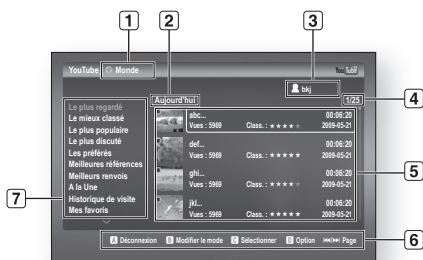 1 2 3
YouTube Monde You Tube
bkj
Aujourd'hui 1/25 4
Le plus regardé
Le mieux classé
Le plus populaire
Le plus discuté
Les préférés
Meilleures références
Meilleurs renvois
A la Une
Historique de visite
Mes favoris
7
abc... 00:06:20
Vues : 5969 Class. : ★★★★★ 2009-05-21
def... 00:06:20
Vues : 5969 Class. : ★★★★★ 2009-05-21
ghi... 00:06:20
Vues : 5969 Class. : ★★★★★ 2009-05-21
jkl... 00:06:20
Vues : 5969 Class. : ★★★★★ 2009-05-21
5
A Déconnexion B Modifier le mode C Sélectionner D Option Page 6